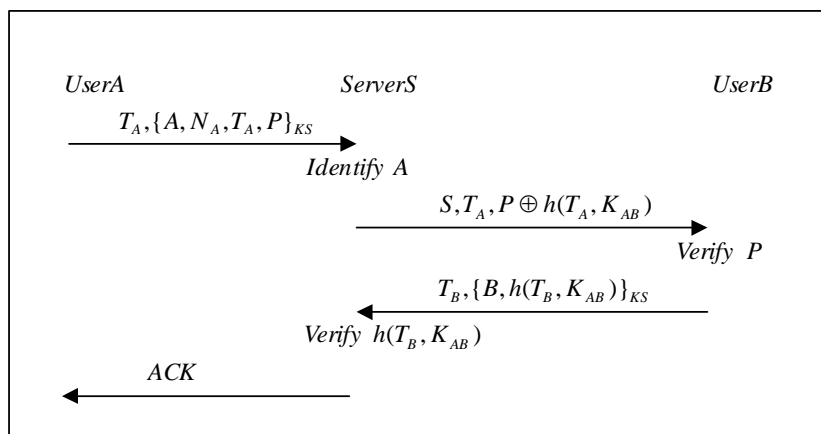 UserA ServerS UserB
T_A,{A,N_A,T_A,P}_KS
Identify A
S,T_A,P⊕h(T_A,K_AB)
Verify P
T_B,{B,h(T_B,K_AB)}_KS
Verify h(T_B,K_AB)
ACK